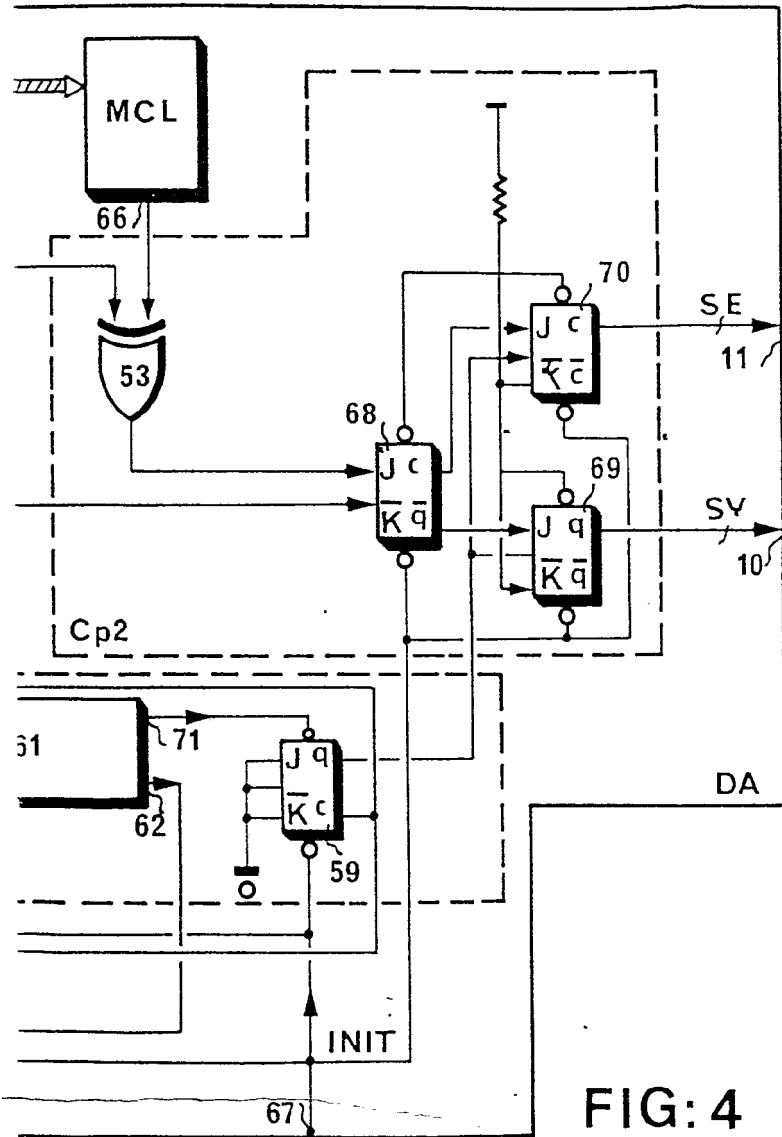 MCL
66
53
70
J c
c̅
SE
11
68
J c
K̅ q̅
69
J q
K̅ q̅
SY
10
Cp2
61
71
62
J q
K̅ c
59
DA
INIT
67
FIG: 4